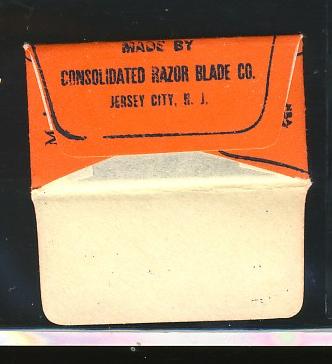 MADE BY
CONSOLIDATED RAZOR BLADE CO.
JERSEY CITY, N. J.
M